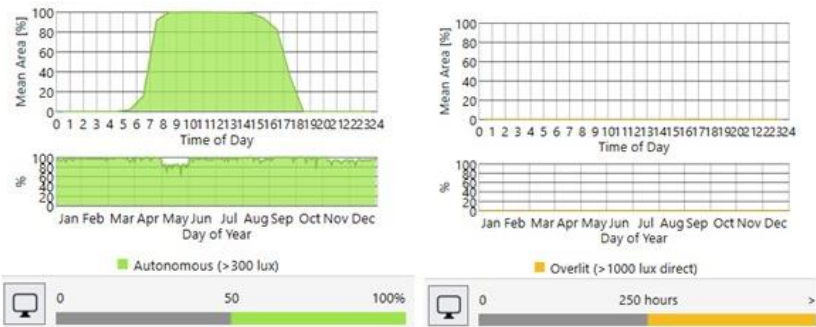 Mean Area [%]
100
80
60
40
20
0
0 1 2 3 4 5 6 7 8 9 10 11 12 13 14 15 16 17 18 19 20 21 22 23 24
Time of Day
%
100
80
60
40
20
0
Jan Feb Mar Apr May Jun Jul Aug Sep Oct Nov Dec
Day of Year
Autonomous (>300 lux)
0 50 100%
Mean Area [%]
100
80
60
40
20
0
0 1 2 3 4 5 6 7 8 9 10 11 12 13 14 15 16 17 18 19 20 21 22 23 24
Time of Day
%
100
80
60
40
20
0
Jan Feb Mar Apr May Jun Jul Aug Sep Oct Nov Dec
Day of Year
Overlit (>1000 lux direct)
0 250 hours >